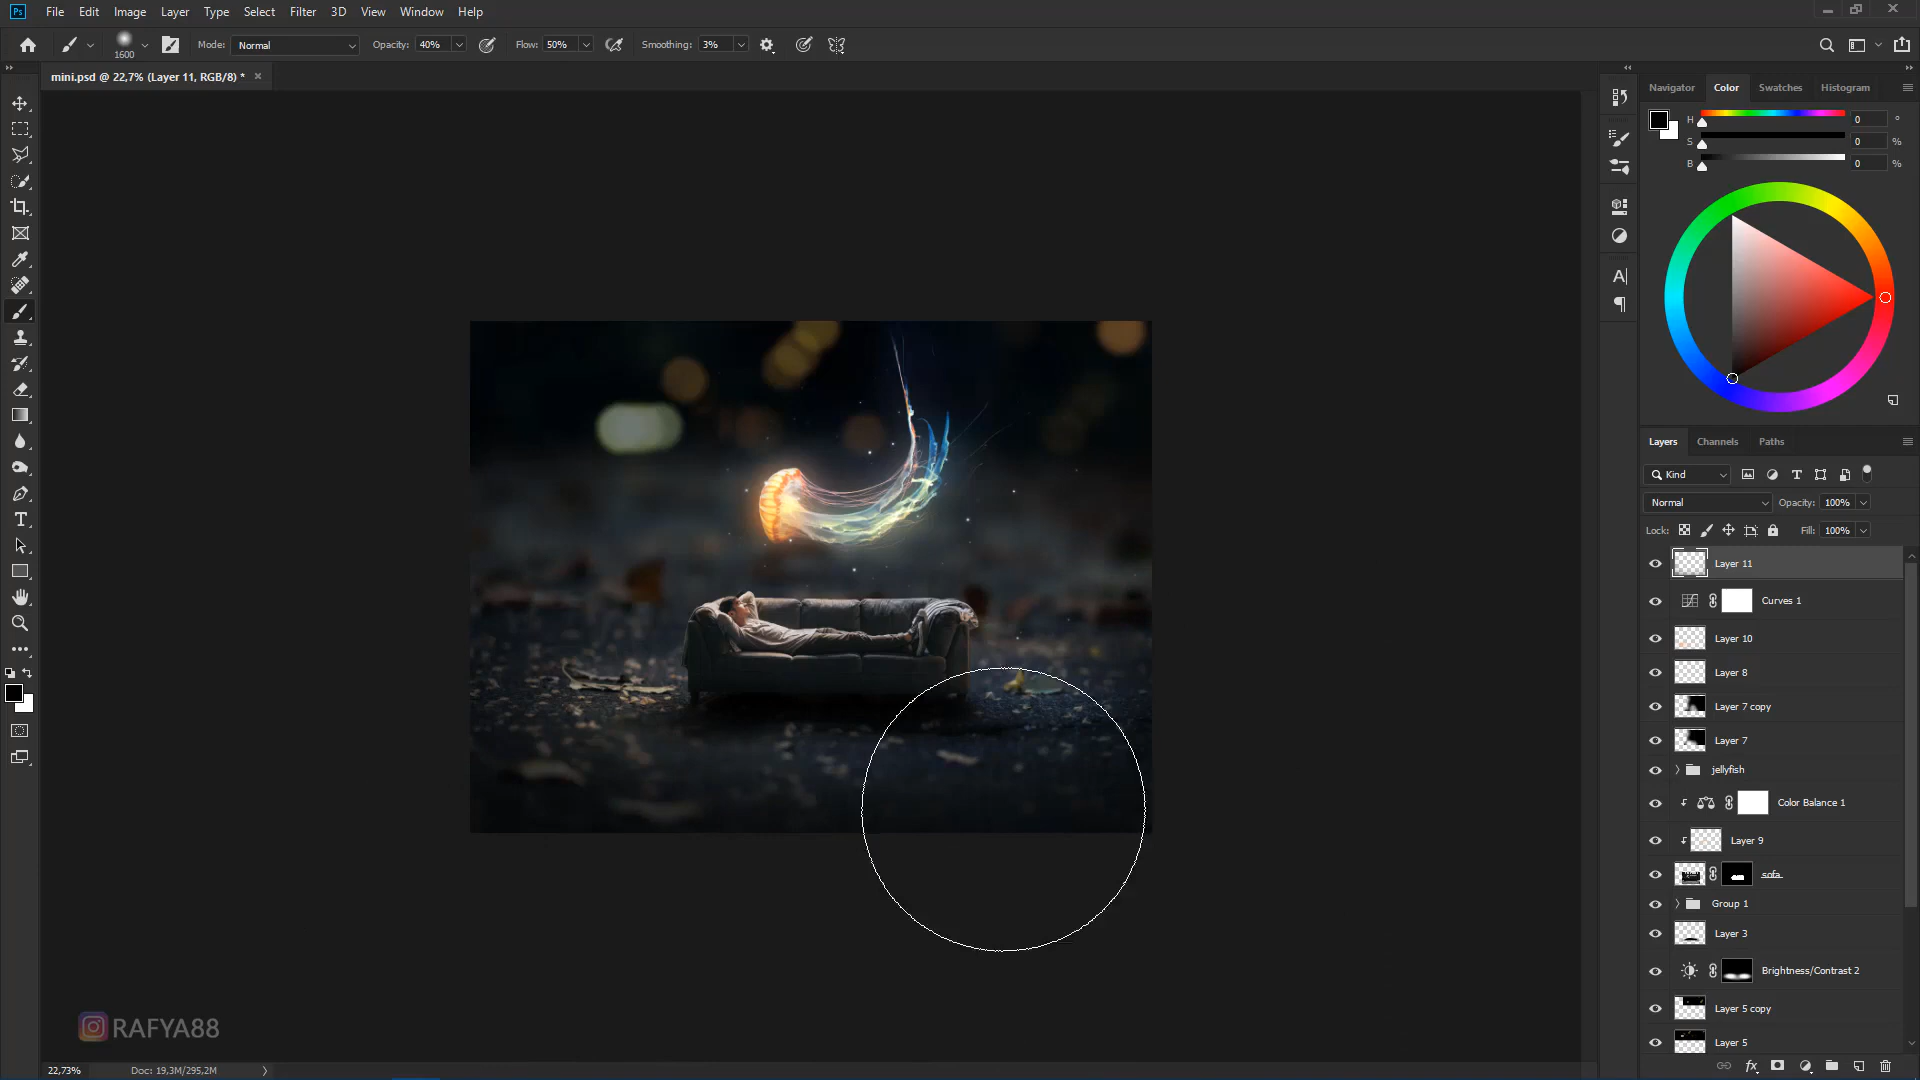 Ps File Edit Image Layer Type Select Filter 3D View Window Help
1600 Mode: Normal Opacity: 40% Flow: 50% Smoothing: 3%
mini.psd @ 22,7% (Layer 11, RGB/8) *
Navigator Color Swatches Histogram
H 0 °
S 0 %
B 0 %
Layers Channels Paths
Kind
Normal Opacity: 100%
Lock: Fill: 100%
Layer 11
Curves 1
Layer 10
Layer 8
Layer 7 copy
Layer 7
jellyfish
Color Balance 1
Layer 9
sofa
Group 1
Layer 3
Brightness/Contrast 2
Layer 5 copy
Layer 5
RAFYA88
22,73% Doc: 19,3M/295,2M